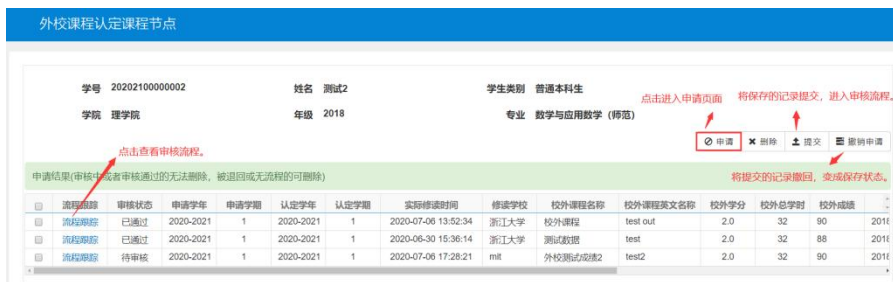 外校课程认定课程节点
学号 20202100000002 姓名 测试2 学生类别 普通本科生
学院 理学院 年级 2018 专业 数学与应用数学（师范）
点击进入申请页面 将保存的记录提交，进入审核流程。
申请 删除 提交 撤销申请
点击查看审核流程。
申请结果(审核中或者审核通过的无法删除，被退回或无流程的可删除)
将提交的记录撤回，变成保存状态。
流程跟踪 审核状态 申请学年 申请学期 认定学年 认定学期 实际修读时间 修读学校 校外课程名称 校外课程英文名称 校外学分 校外总学时 校外成绩
流程跟踪 已通过 2020-2021 1 2020-2021 1 2020-07-06 13:52:34 浙江大学 校外课程 test out 2.0 32 90 2018
流程跟踪 已通过 2020-2021 1 2020-2021 1 2020-06-30 15:36:14 浙江大学 测试数据 test 2.0 32 88 2018
流程跟踪 待审核 2020-2021 1 2020-2021 1 2020-07-06 17:28:21 mit 外校测试成绩2 test2 2.0 32 90 2018